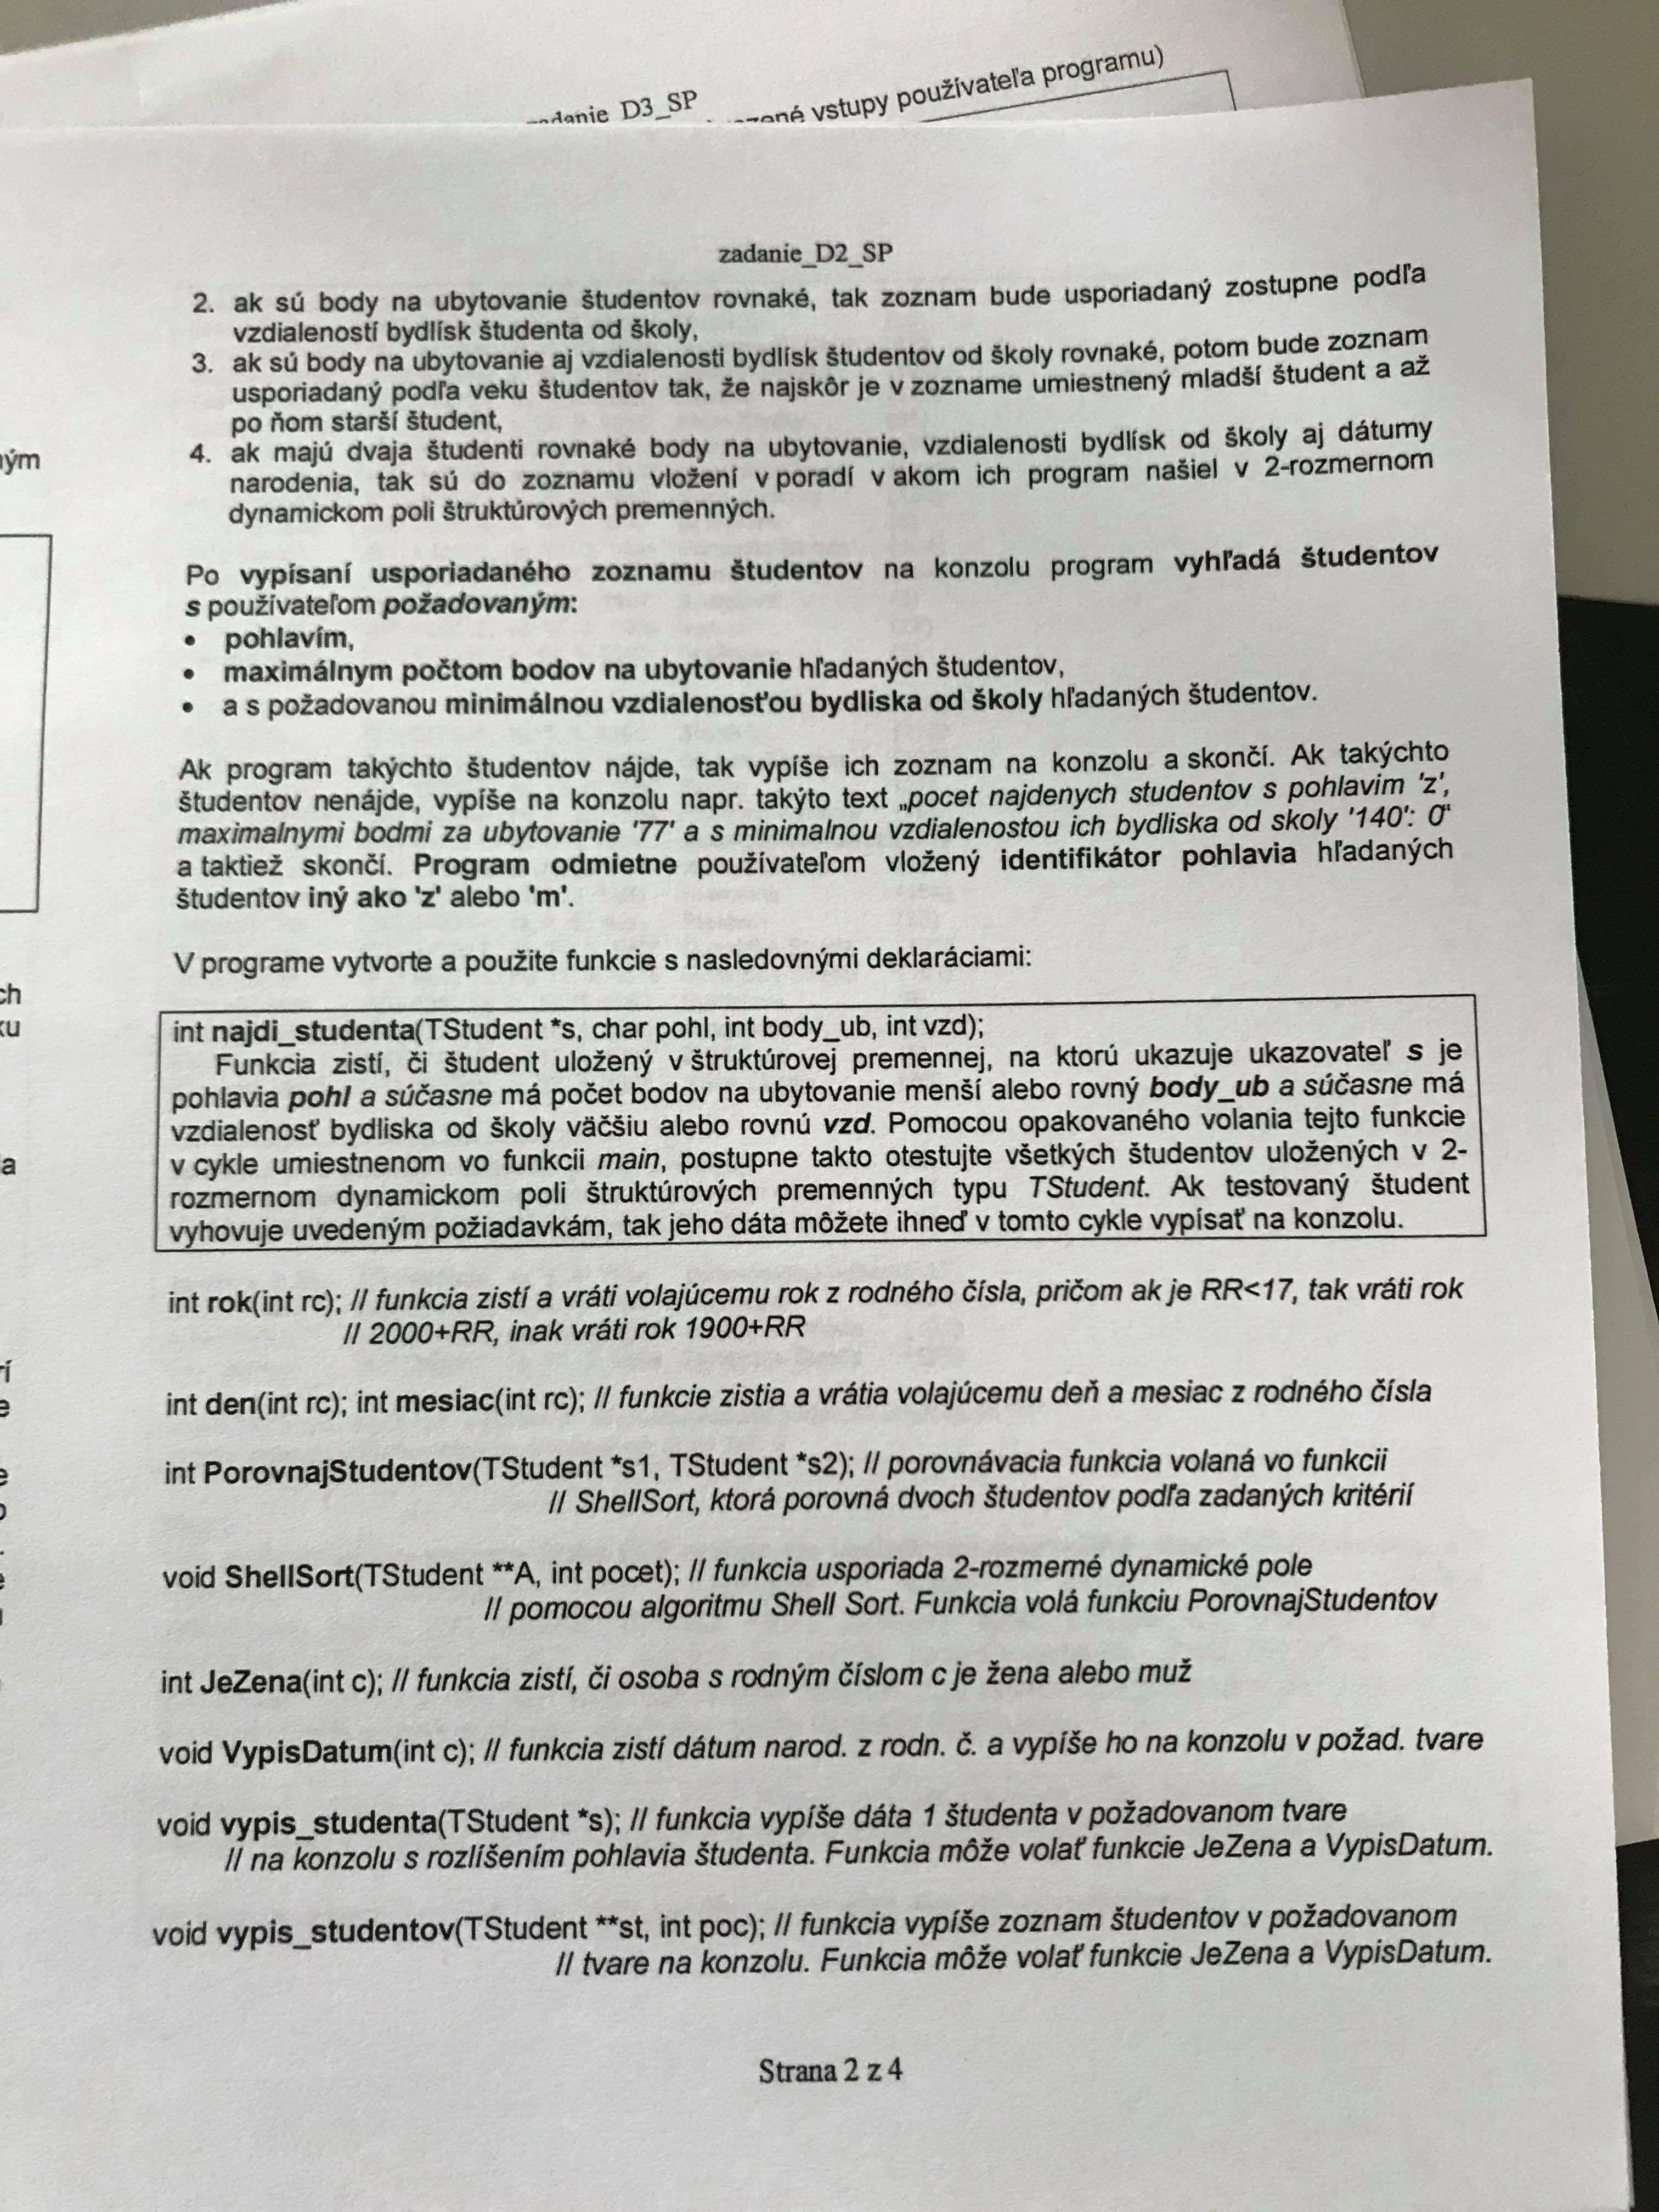 D3_SP
vstupy používateľa programu)
zadanie_D2_SP
2. ak sú body na ubytovanie študentov rovnaké, tak zoznam bude usporiadaný zostupne podľa
vzdialeností bydlísk študenta od školy,
3. ak sú body na ubytovanie aj vzdialenosti bydlísk študentov od školy rovnaké, potom bude zoznam
usporiadaný podľa veku študentov tak, že najskôr je v zozname umiestnený mladší študent a až
po ňom starší študent,
4. ak majú dvaja študenti rovnaké body na ubytovanie, vzdialenosti bydlísk od školy aj dátumy
narodenia, tak sú do zoznamu vložení v poradí v akom ich program našiel v 2-rozmernom
dynamickom poli štruktúrových premenných.
Po vypísaní usporiadaného zoznamu študentov na konzolu program vyhľadá študentov
s používateľom požadovaným:
• pohlavím,
• maximálnym počtom bodov na ubytovanie hľadaných študentov,
• a s požadovanou minimálnou vzdialenosťou bydliska od školy hľadaných študentov.
Ak program takýchto študentov nájde, tak vypíše ich zoznam na konzolu a skončí. Ak takýchto
študentov nenájde, vypíše na konzolu napr. takýto text „pocet najdenych studentov s pohlavim 'z',
maximalnymi bodmi za ubytovanie '77' a s minimalnou vzdialenostou ich bydliska od skoly '140': 0“
a taktiež skončí. Program odmietne používateľom vložený identifikátor pohlavia hľadaných
študentov iný ako 'z' alebo 'm'.
V programe vytvorte a použite funkcie s nasledovnými deklaráciami:
int najdi_studenta(TStudent *s, char pohl, int body_ub, int vzd);
Funkcia zistí, či študent uložený v štruktúrovej premennej, na ktorú ukazuje ukazovateľ s je
pohlavia pohl a súčasne má počet bodov na ubytovanie menší alebo rovný body_ub a súčasne má
vzdialenosť bydliska od školy väčšiu alebo rovnú vzd. Pomocou opakovaného volania tejto funkcie
v cykle umiestnenom vo funkcii main, postupne takto otestujte všetkých študentov uložených v 2-
rozmernom dynamickom poli štruktúrových premenných typu TStudent. Ak testovaný študent
vyhovuje uvedeným požiadavkám, tak jeho dáta môžete ihneď v tomto cykle vypísať na konzolu.
int rok(int rc); // funkcia zistí a vráti volajúcemu rok z rodného čísla, pričom ak je RR<17, tak vráti rok
// 2000+RR, inak vráti rok 1900+RR
int den(int rc); int mesiac(int rc); // funkcie zistia a vrátia volajúcemu deň a mesiac z rodného čísla
int PorovnajStudentov(TStudent *s1, TStudent *s2); // porovnávacia funkcia volaná vo funkcii
// ShellSort, ktorá porovná dvoch študentov podľa zadaných kritérií
void ShellSort(TStudent **A, int pocet); // funkcia usporiada 2-rozmerné dynamické pole
// pomocou algoritmu Shell Sort. Funkcia volá funkciu PorovnajStudentov
int JeZena(int c); // funkcia zistí, či osoba s rodným číslom c je žena alebo muž
void VypisDatum(int c); // funkcia zistí dátum narod. z rodn. č. a vypíše ho na konzolu v požad. tvare
void vypis_studenta(TStudent *s); // funkcia vypíše dáta 1 študenta v požadovanom tvare
// na konzolu s rozlíšením pohlavia študenta. Funkcia môže volať funkcie JeZena a VypisDatum.
void vypis_studentov(TStudent **st, int poc); // funkcia vypíše zoznam študentov v požadovanom
// tvare na konzolu. Funkcia môže volať funkcie JeZena a VypisDatum.
Strana 2 z 4